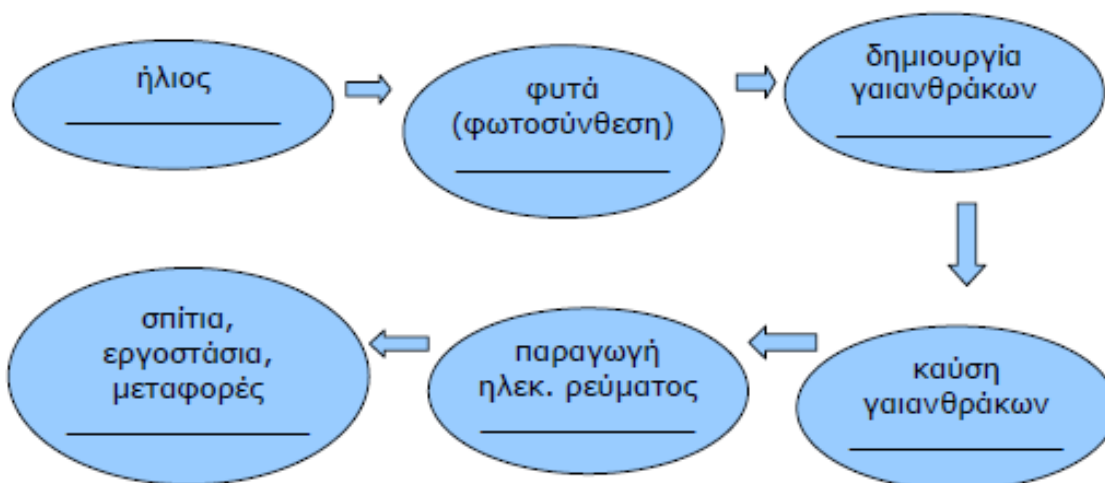 ήλιος
φυτά
(φωτοσύνθεση)
δημιουργία
γαιανθράκων
καύση
γαιανθράκων
παραγωγή
ηλεκ. ρεύματος
σπίτια,
εργοστάσια,
μεταφορές